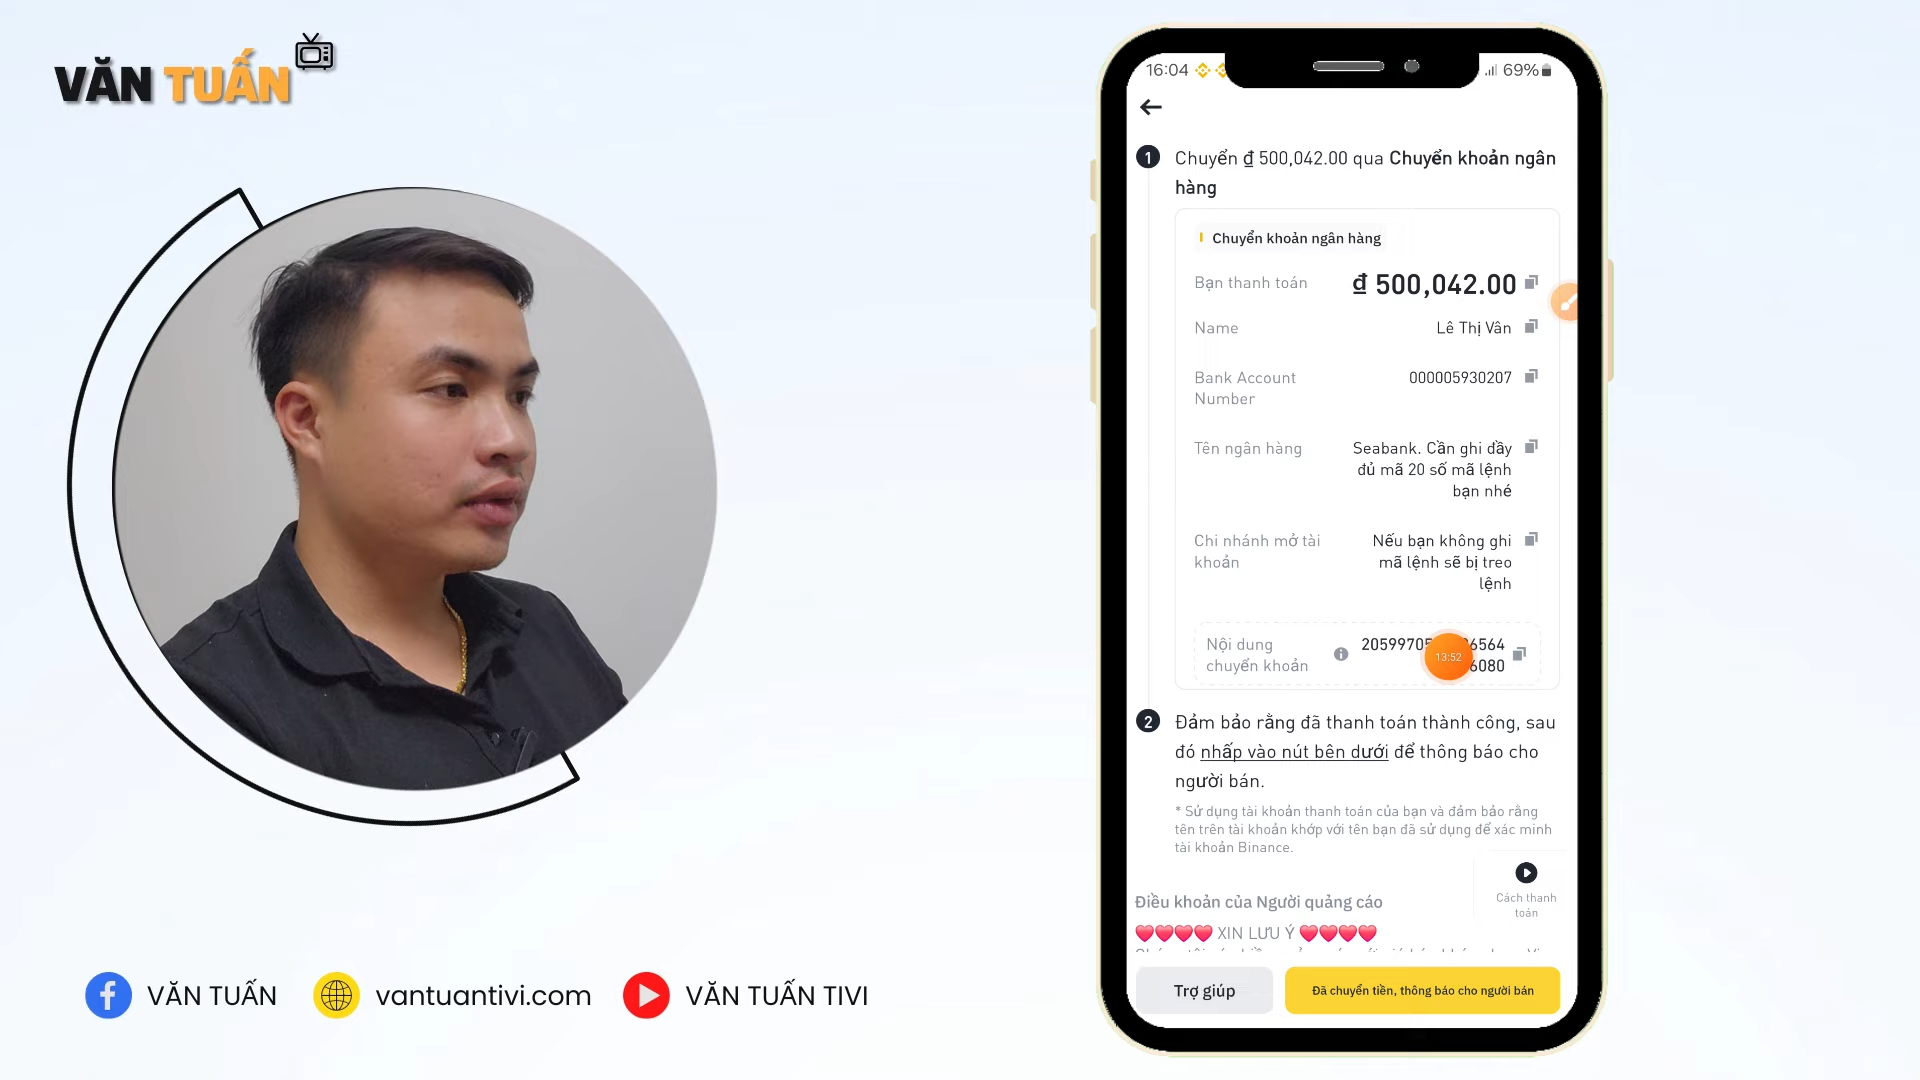 VĂN TUẤN
16:04
69%
1
Chuyển ₫ 500,042.00 qua Chuyển khoản ngân
hàng
Chuyển khoản ngân hàng
Bạn thanh toán
₫ 500,042.00
Name
Lê Thị Vân
Bank Account
Number
000005930207
Tên ngân hàng
Seabank. Cần ghi đầy
đủ mã 20 số mã lệnh
bạn nhé
Chi nhánh mở tài
khoản
Nếu bạn không ghi
mã lệnh sẽ bị treo
lệnh
Nội dung
chuyển khoản
13:52
6080
2
Đảm bảo rằng đã thanh toán thành công, sau
đó nhấp vào nút bên dưới để thông báo cho
người bán.
* Sử dụng tài khoản thanh toán của bạn và đảm bảo rằng
tên trên tài khoản khớp với tên bạn đã sử dụng để xác minh
tài khoản Binance.
Cách thanh
toán
Điều khoản của Người quảng cáo
❤❤❤❤ XIN LƯU Ý ❤❤❤❤
Trợ giúp
Đã chuyển tiền, thông báo cho người bán
VĂN TUẤN
vantuantivi.com
VĂN TUẤN TIVI